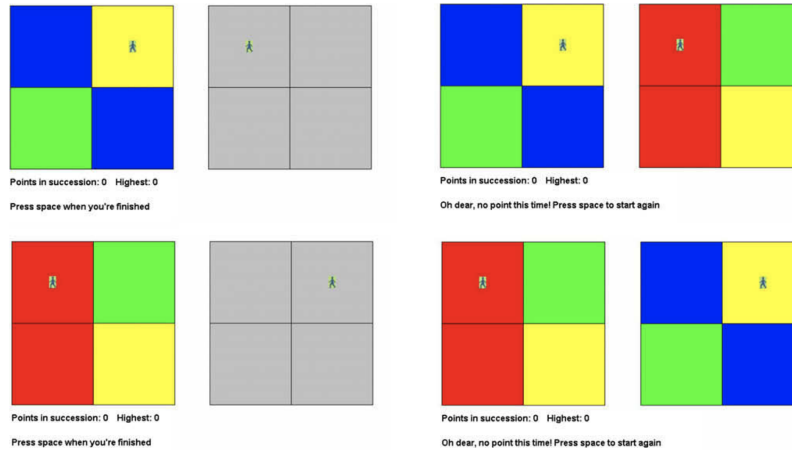 Points in succession: 0 Highest: 0
Press space when you're finished
Points in succession: 0 Highest: 0
Oh dear, no point this time! Press space to start again
Points in succession: 0 Highest: 0
Press space when you're finished
Points in succession: 0 Highest: 0
Oh dear, no point this time! Press space to start again